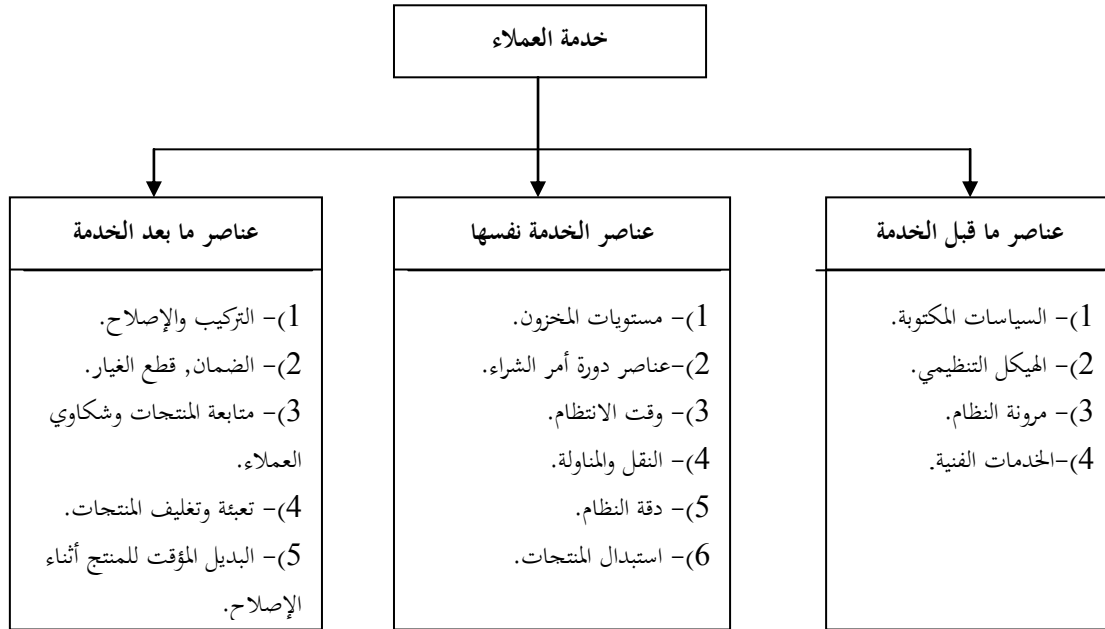 خدمة العملاء
عناصر ما قبل الخدمة
1)- السياسات المكتوبة.
2)- الهيكل التنظيمي.
3)- مرونة النظام.
4)-الخدمات الفنية.
عناصر الخدمة نفسها
1)- مستويات المخزون.
2)-عناصر دورة أمر الشراء.
3)- وقت الانتظام.
4)- النقل والمناولة.
5)- دقة النظام.
6)- استبدال المنتجات.
عناصر ما بعد الخدمة
1)- التركيب والإصلاح.
2)- الضمان, قطع الغيار.
3)- متابعة المنتجات وشكاوي
العملاء.
4)- تعبئة وتغليف المنتجات.
5)- البديل المؤقت للمنتج أثناء
الإصلاح.